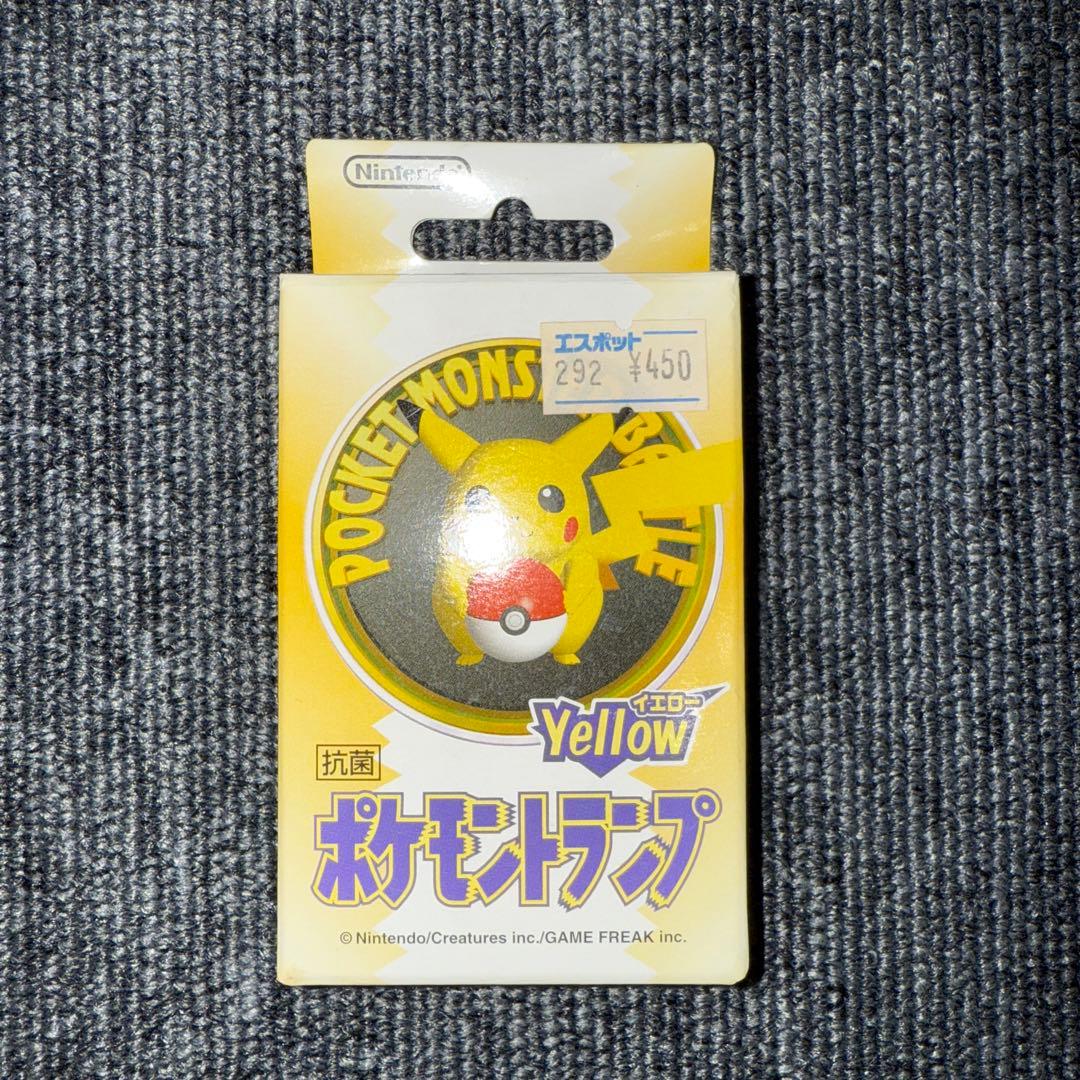 Nintendo
エスポット
292 ¥450
POCKET MONS
BATTLE
イエロー
Yellow
抗菌
ポケモントランプ
© Nintendo/Creatures inc./GAME FREAK inc.